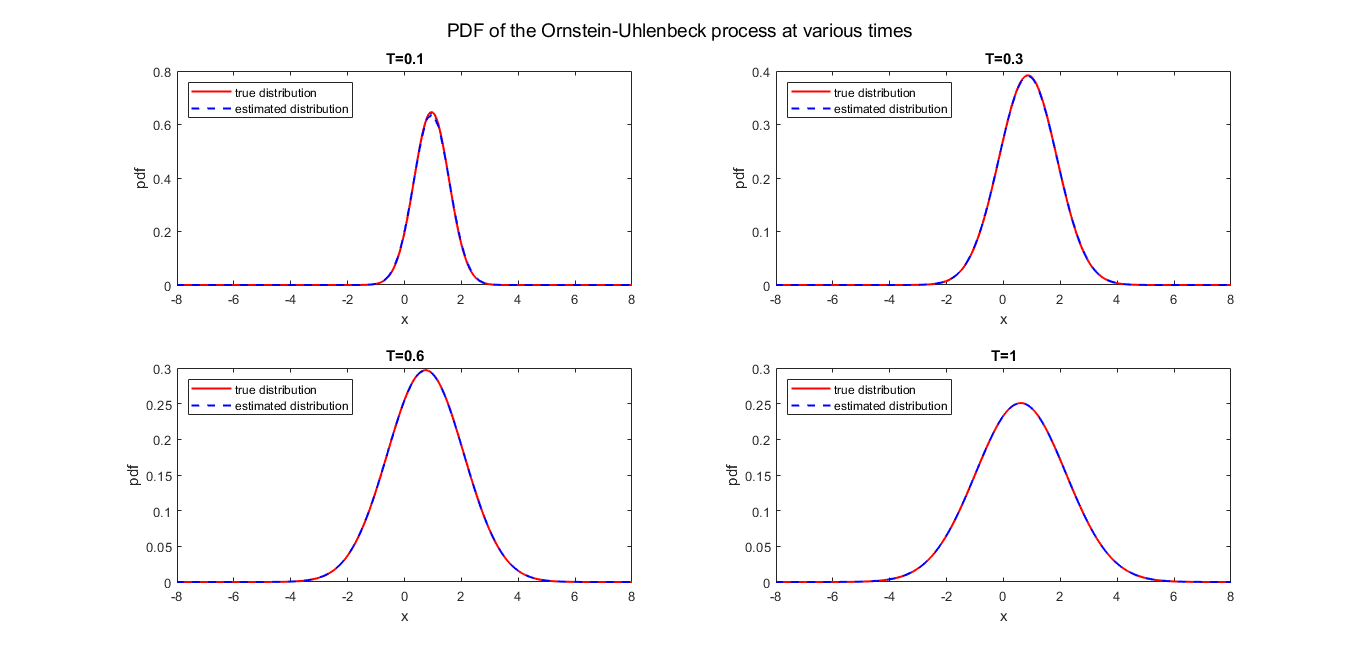 PDF of the Ornstein-Uhlenbeck process at various times
T=0.1
true distribution
estimated distribution
pdf
0.8
0.6
0.4
0.2
0
-8 -6 -4 -2 0 2 4 6 8
x
T=0.3
true distribution
estimated distribution
pdf
0.4
0.3
0.2
0.1
0
-8 -6 -4 -2 0 2 4 6 8
x
T=0.6
true distribution
estimated distribution
pdf
0.3
0.25
0.2
0.15
0.1
0.05
0
-8 -6 -4 -2 0 2 4 6 8
x
T=1
true distribution
estimated distribution
pdf
0.3
0.25
0.2
0.15
0.1
0.05
0
-8 -6 -4 -2 0 2 4 6 8
x